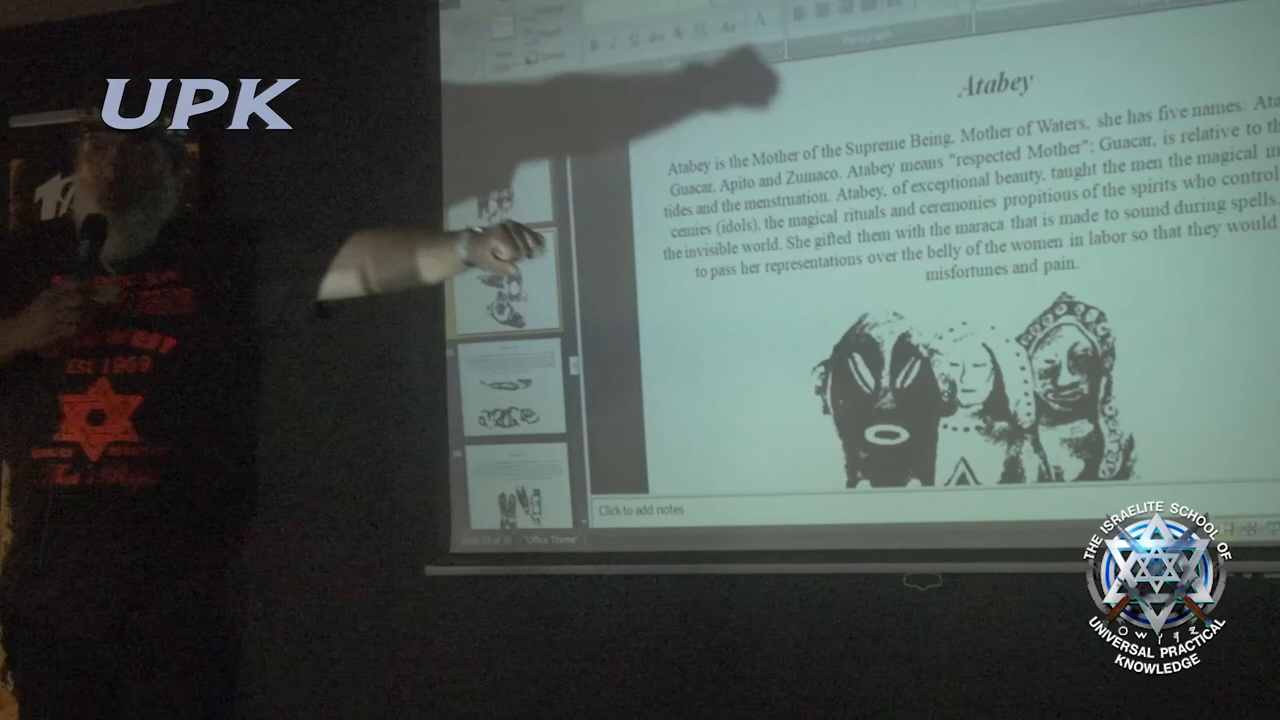 UPK
Atabey
Atabey is the Mother of the Supreme Being, Mother of Waters, she has five names: Ata
Guacar, Apito and Zumaco. Atabey means "respected Mother"; Guacar, is relative to th
tides and the menstruation. Atabey, of exceptional beauty, taught the men the magical m
cemies (idols), the magical rituals and ceremonies propitious of the spirits who control
the invisible world. She gifted them with the maraca that is made to sound during spells.
to pass her representations over the belly of the women in labor so that they would
misfortunes and pain.
Click to add notes
"Office Theme"
EST. 1969
THE ISRAELITE SCHOOL OF
UNIVERSAL PRACTICAL
KNOWLEDGE